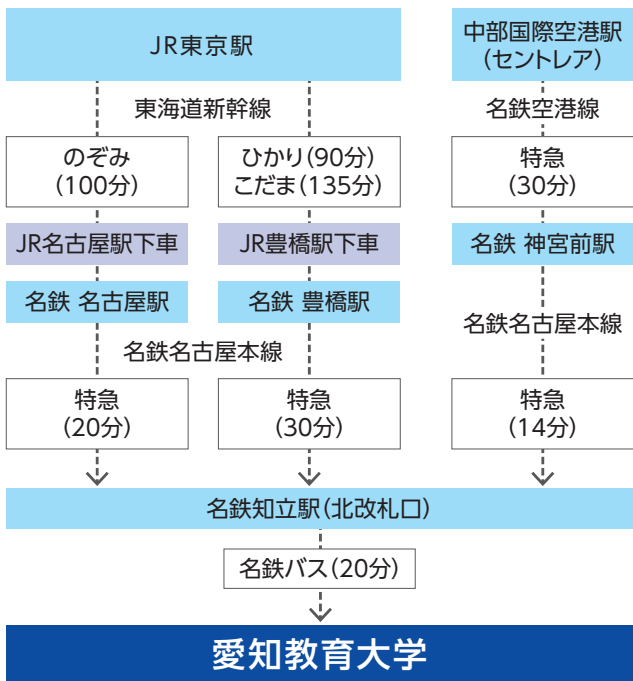 JR東京駅
中部国際空港駅
(セントレア)
東海道新幹線
名鉄空港線
のぞみ
(100分)
ひかり(90分)
こだま(135分)
特急
(30分)
JR名古屋駅下車
JR豊橋駅下車
名鉄 神宮前駅
名鉄 名古屋駅
名鉄 豊橋駅
名鉄名古屋本線
名鉄名古屋本線
特急
(20分)
特急
(30分)
特急
(14分)
名鉄知立駅(北改札口)
名鉄バス(20分)
愛知教育大学